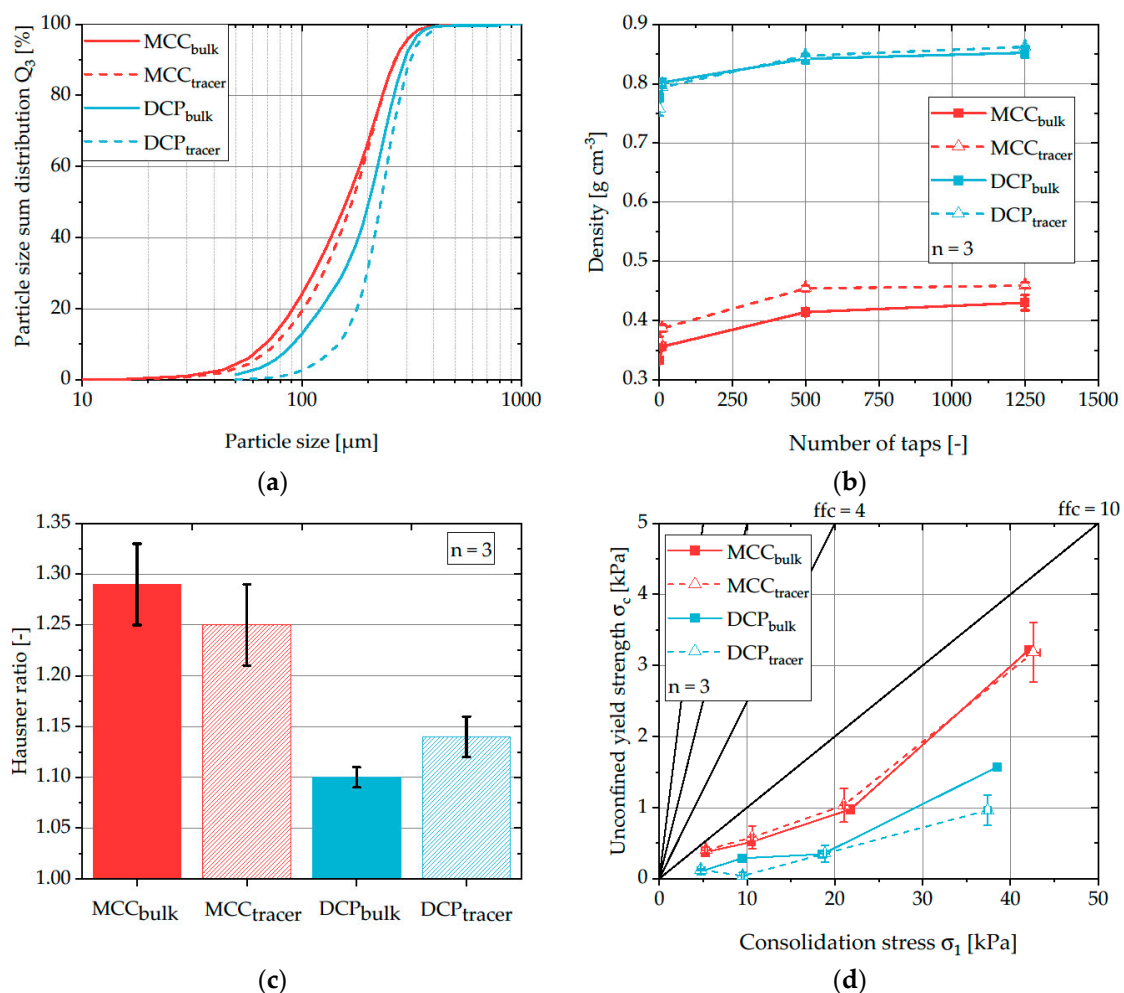 Particle size sum distribution Q3 [%]
100
80
60
40
20
0
MCCbulk
MCCtracer
DCPbulk
DCPtracer
10
100
1000
Particle size [µm]
(a)
Density [g cm-3]
0.9
0.8
0.7
0.6
0.5
0.4
0.3
MCCbulk
MCCtracer
DCPbulk
DCPtracer
n = 3
0
250
500
750
1000
1250
1500
Number of taps [-]
(b)
Hausner ratio [-]
1.35
1.30
1.25
1.20
1.15
1.10
1.05
1.00
n = 3
MCCbulk
MCCtracer
DCPbulk
DCPtracer
(c)
ffc = 4
ffc = 10
Unconfined yield strength σc [kPa]
5
4
3
2
1
0
MCCbulk
MCCtracer
DCPbulk
DCPtracer
n = 3
0
10
20
30
40
50
Consolidation stress σ1 [kPa]
(d)